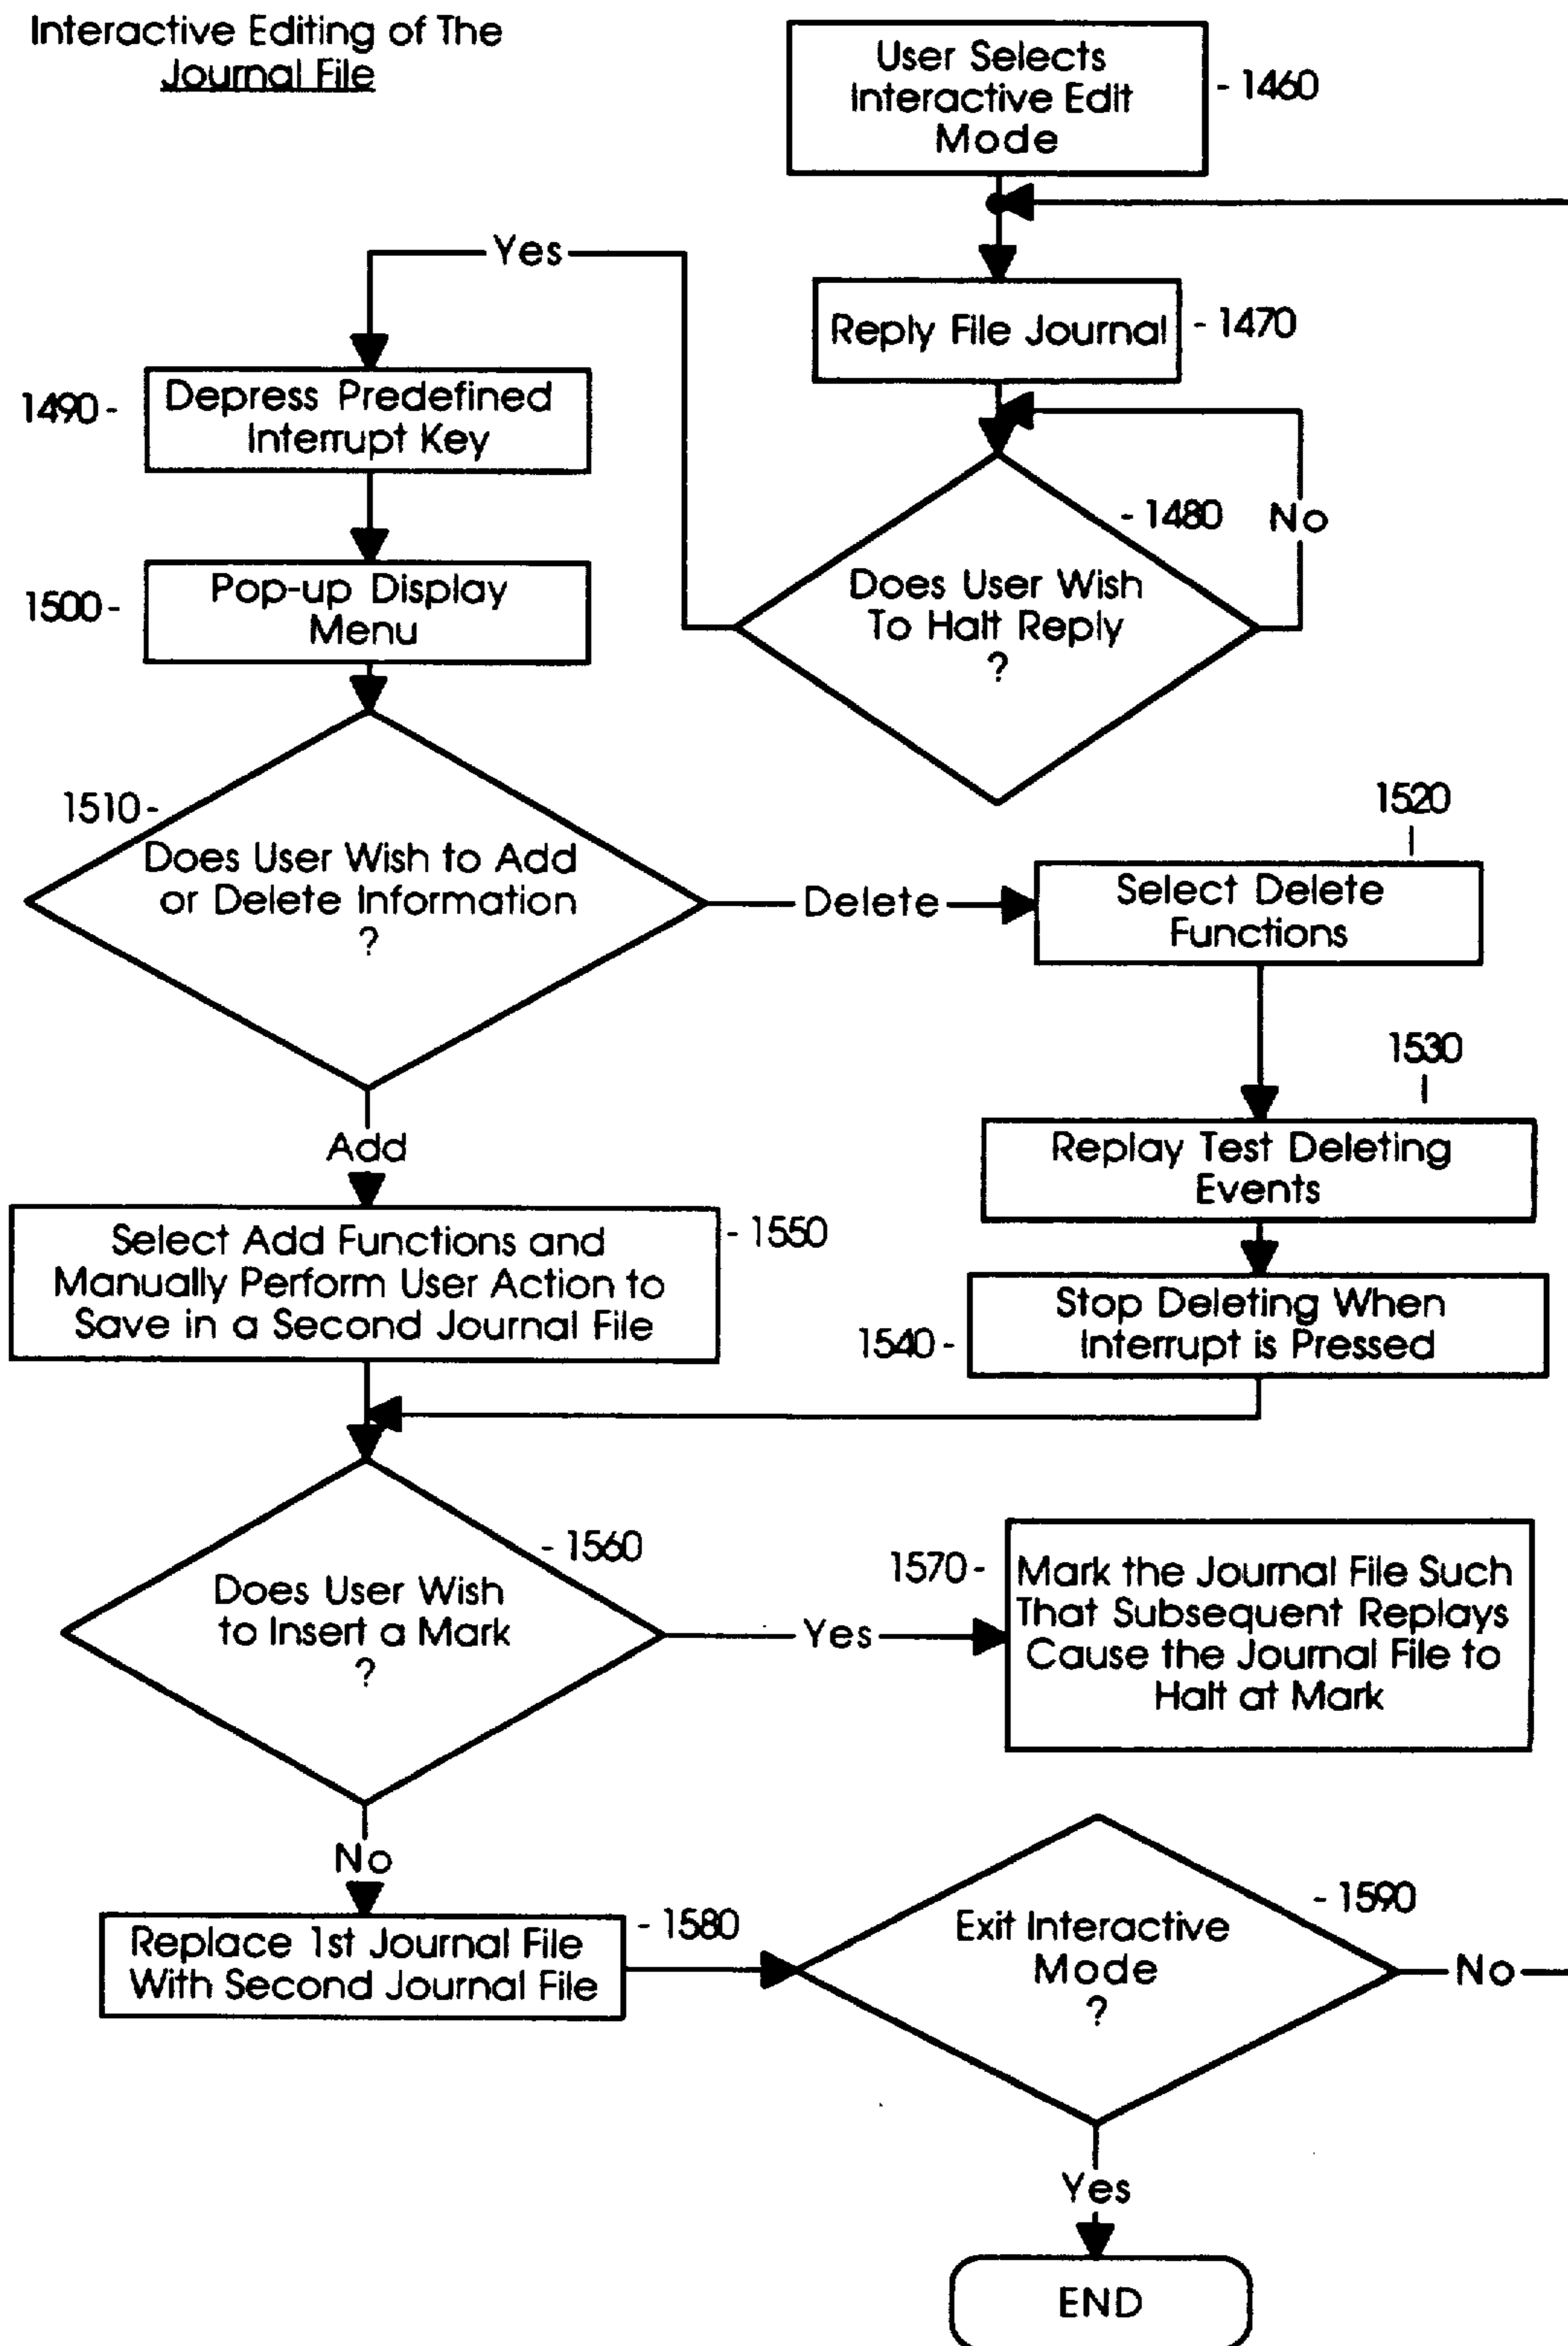 Interactive Editing of The
Journal File
User Selects
Interactive Edit
Mode
- 1460
Yes
Reply File Journal
- 1470
1490 -
Depress Predefined
Interrupt Key
- 1480
No
Does User Wish
To Halt Reply
?
1500 -
Pop-up Display
Menu
1510 -
Does User Wish to Add
or Delete Information
?
Delete
1520
Select Delete
Functions
1530
Replay Test Deleting
Events
Add
Select Add Functions and
Manually Perform User Action to
Save in a Second Journal File
- 1550
1540 -
Stop Deleting When
Interrupt is Pressed
- 1560
Does User Wish
to Insert a Mark
?
Yes
1570 -
Mark the Journal File Such
That Subsequent Replays
Cause the Journal File to
Halt at Mark
No
Replace 1st Journal File
With Second Journal File
- 1580
- 1590
Exit Interactive
Mode
?
No
Yes
END